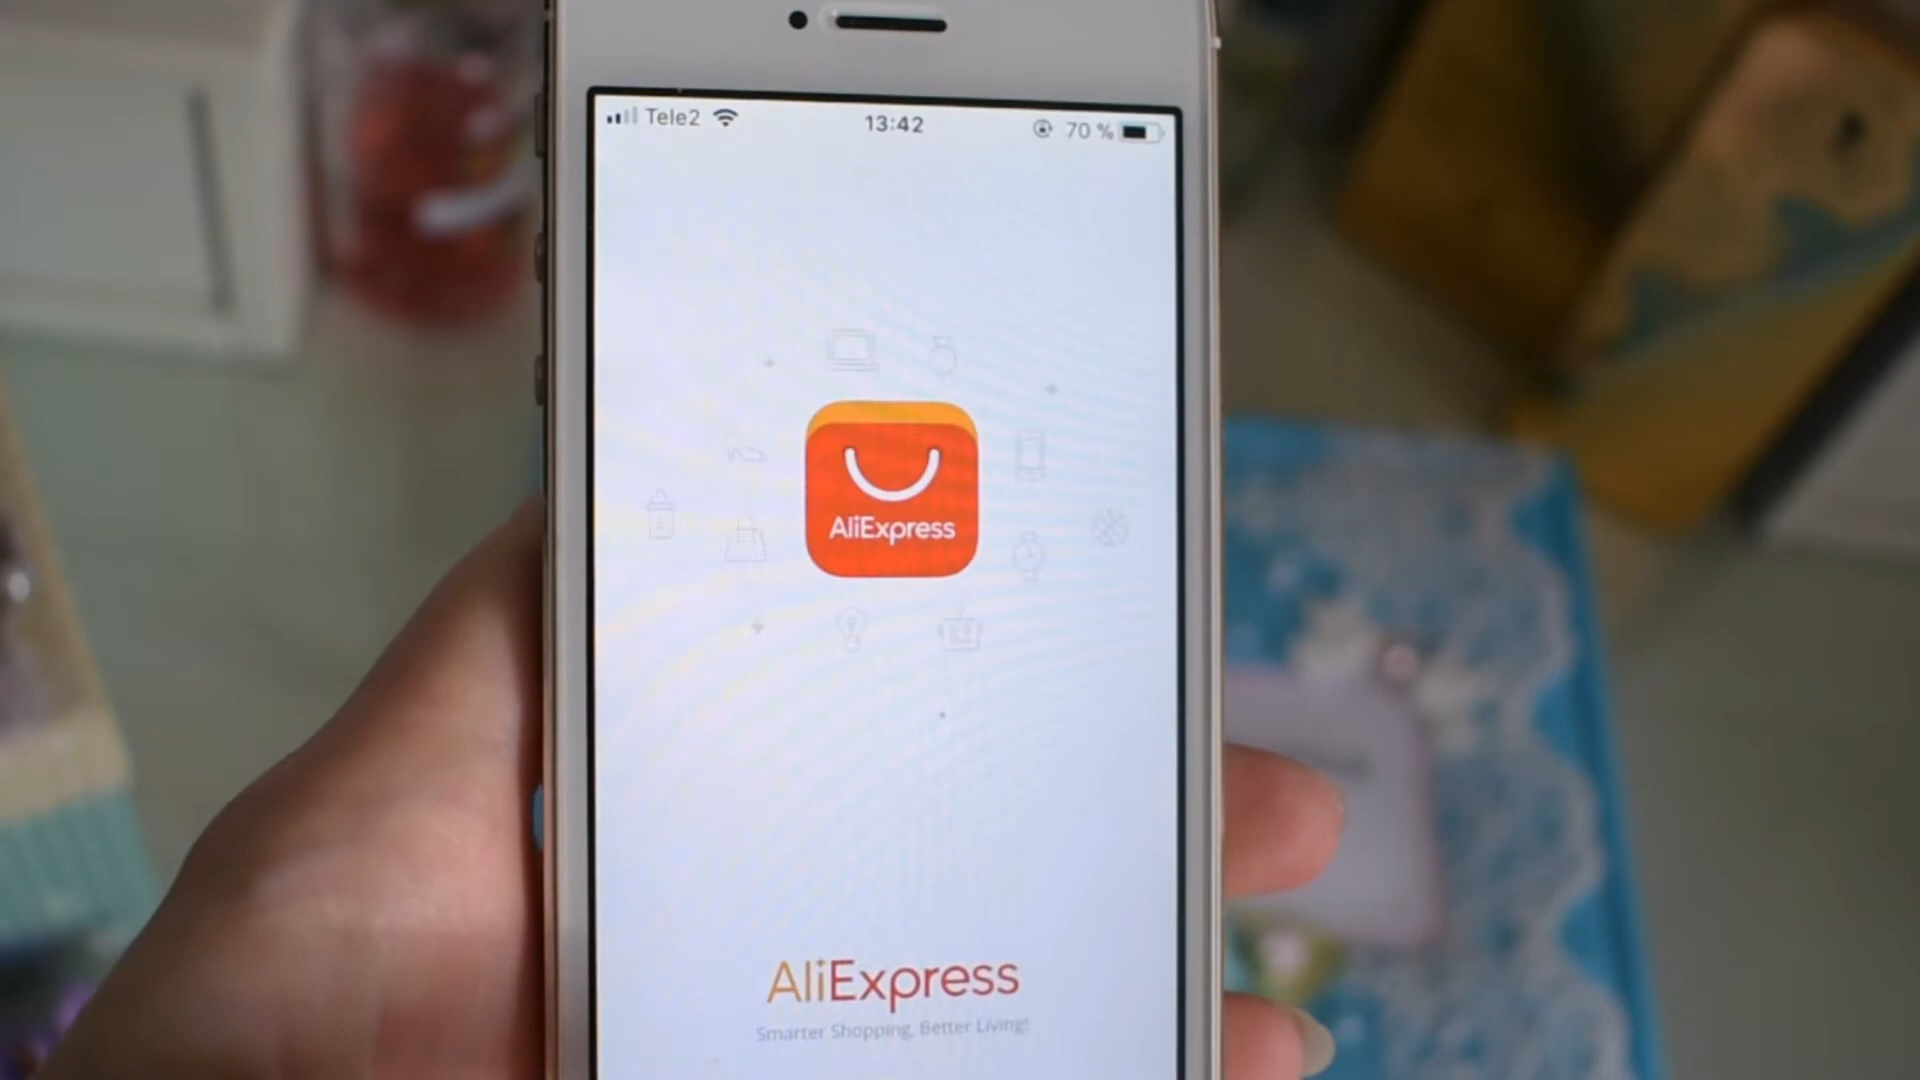 Tele2
13:42
70 %
AliExpress
AliExpress
Smarter Shopping, Better Living!